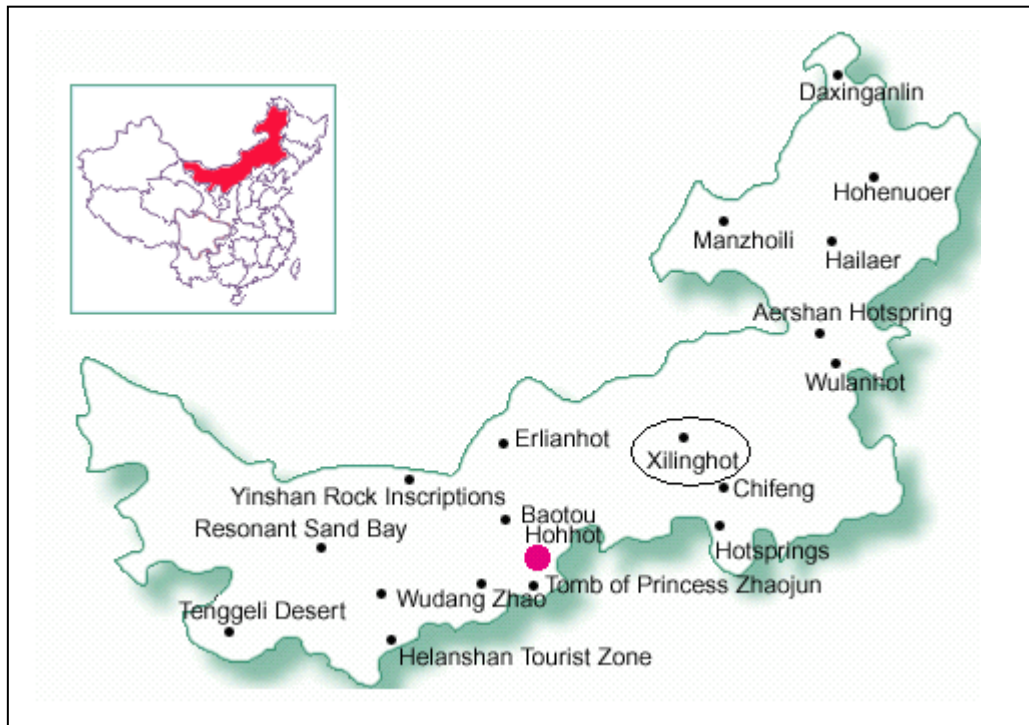 Daxinganlin
Hohenuoer
Manzhoili
Hailaer
Aershan Hotspring
Wulanhot
Erlianhot
Xilinghot
Yinshan Rock Inscriptions
Chifeng
Resonant Sand Bay
Baotou
Hohhot
Hotsprings
Tenggeli Desert
Wudang Zhao
Tomb of Princess Zhaojun
Helanshan Tourist Zone